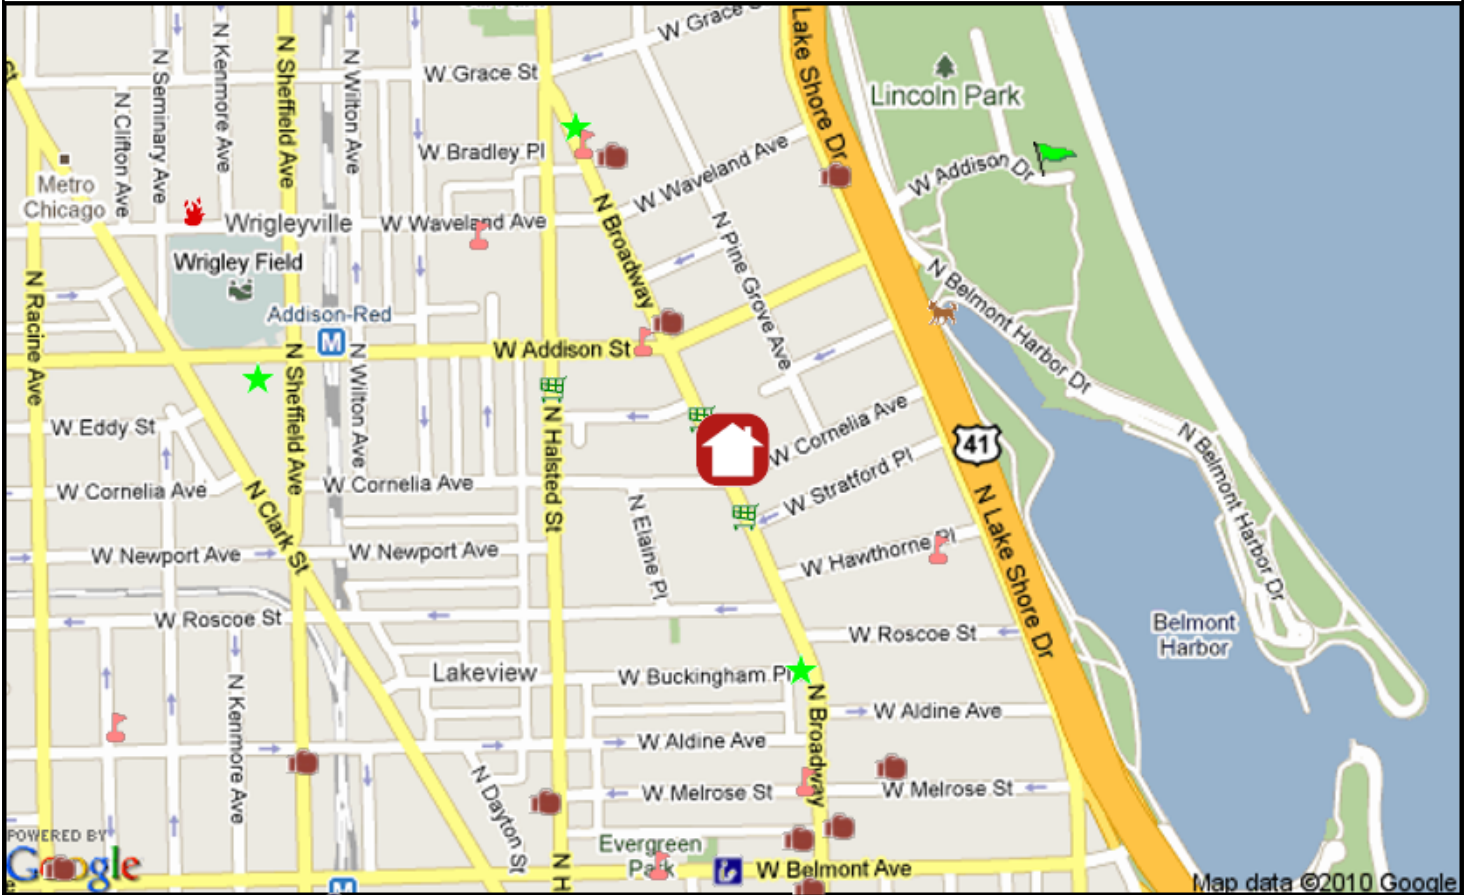 W Grace St
W Grace S
Lake Shore Dr
Lincoln Park
N Kenmore Ave
N Seminary Ave
N Clifton Ave
N Sheffield Ave
N Wilton Ave
St
W Bradley Pl
W Waveland Ave
W Addison Dr
Metro
Chicago
Wrigleyville
W Waveland Ave
N Broadway
N Pine Grove Ave
Wrigley Field
N Racine Ave
Addison-Red
M
W Addison St
N Belmont Harbor Dr
N Sheffield Ave
N Wilton Ave
N Halsted St
W Eddy St
W Cornelia Ave
41
N Belmont Harbor Dr
W Cornelia Ave
N Clark St
W Cornelia Ave
W Stratford Pl
N Elaine Pl
N Lake Shore Dr
W Newport Ave
W Newport Ave
W Hawthorne Pl
W Roscoe St
W Roscoe St
Belmont
Harbor
Lakeview
W Buckingham Pl
N Kenmore Ave
N Broadway
W Aldine Ave
W Aldine Ave
N Dayton St
W Melrose St
W Melrose St
POWERED BY
Google
Evergreen
Park
N H
W Belmont Ave
M
Map data ©2010 Google